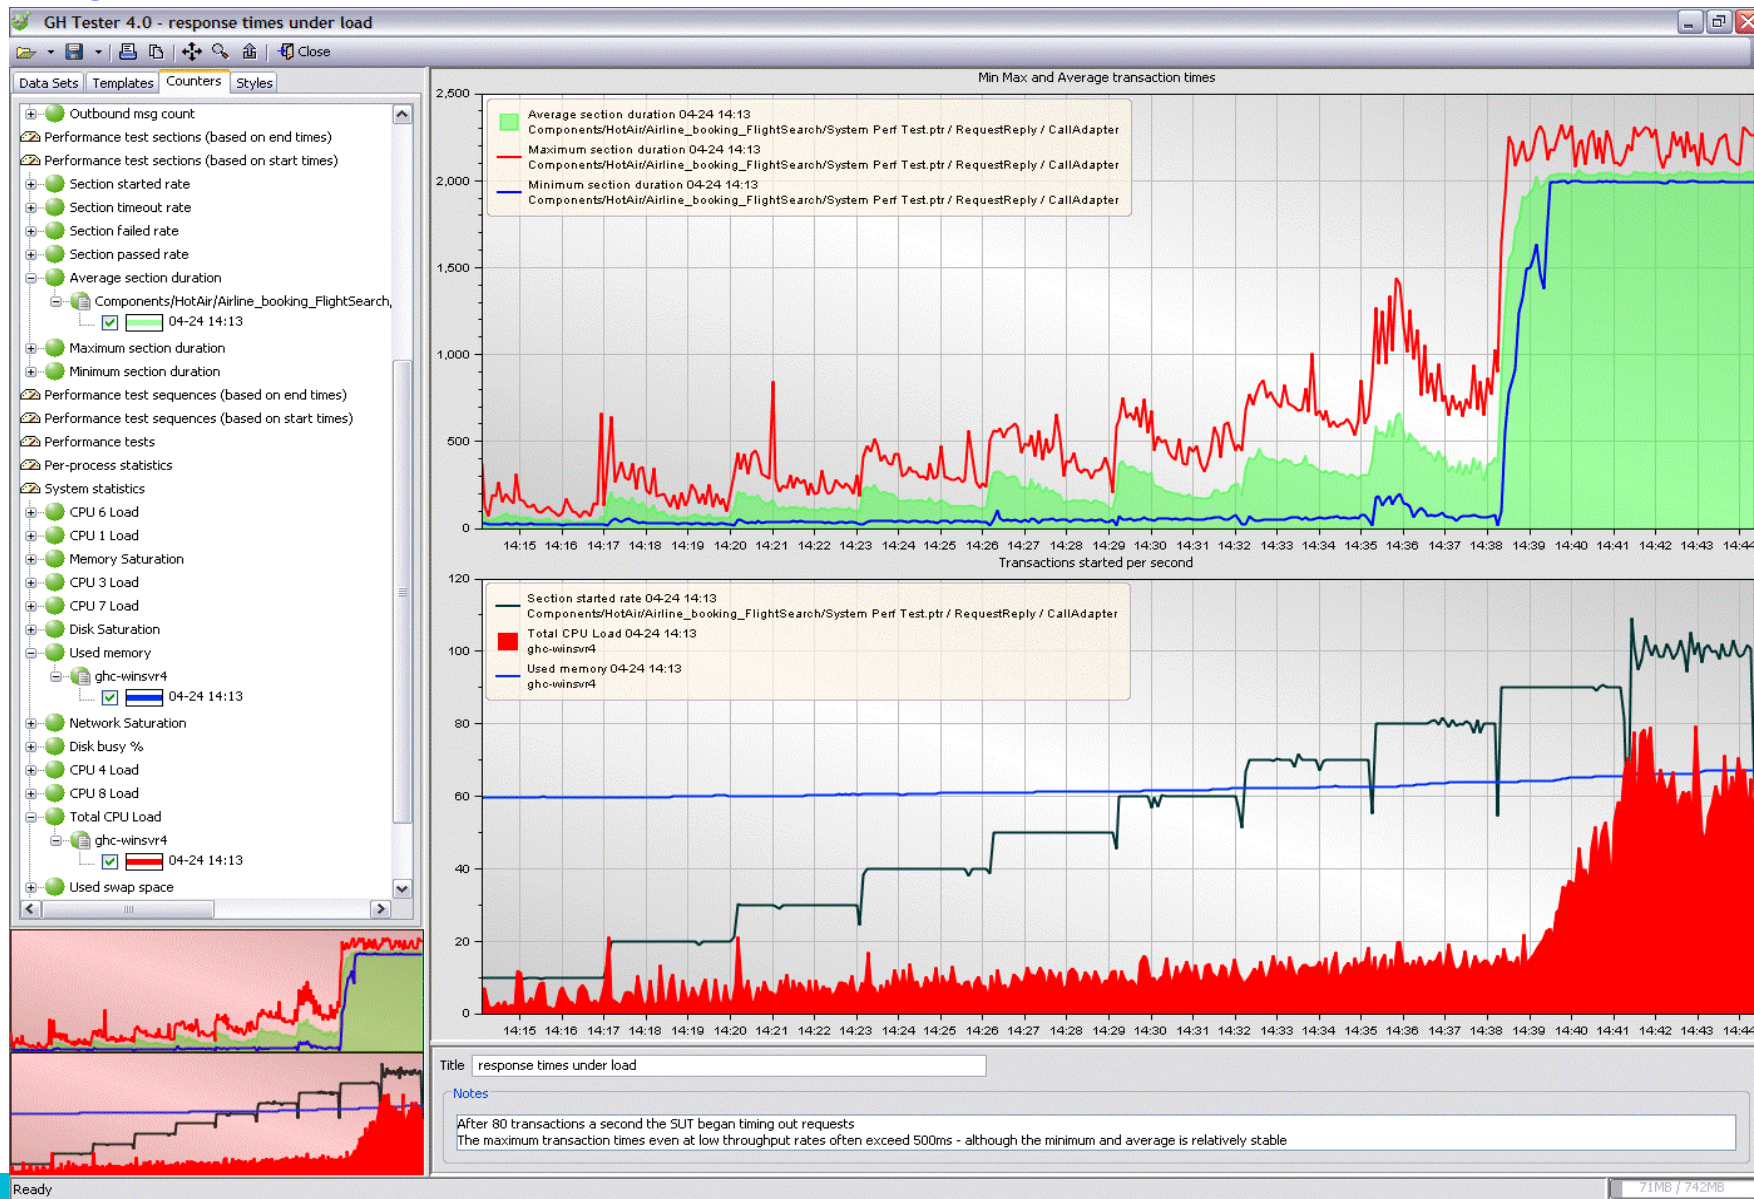 GH Tester 4.0 - response times under load
Close
Data Sets Templates Counters Styles
Outbound msg count
Performance test sections (based on end times)
Performance test sections (based on start times)
Section started rate
Section timeout rate
Section failed rate
Section passed rate
Average section duration
Components/HotAir/Airline_booking_FlightSearch,
04-24 14:13
Maximum section duration
Minimum section duration
Performance test sequences (based on end times)
Performance test sequences (based on start times)
Performance tests
Per-process statistics
System statistics
CPU 6 Load
CPU 1 Load
Memory Saturation
CPU 3 Load
CPU 7 Load
Disk Saturation
Used memory
ghc-winsvr4
04-24 14:13
Network Saturation
Disk busy %
CPU 4 Load
CPU 8 Load
Total CPU Load
ghc-winsvr4
04-24 14:13
Used swap space
Min Max and Average transaction times
2,500
2,000
1,500
1,000
500
0
Average section duration 04-24 14:13
Components/HotAir/Airline_booking_FlightSearch/System Perf Test.ptr / RequestReply / CallAdapter
Maximum section duration 04-24 14:13
Components/HotAir/Airline_booking_FlightSearch/System Perf Test.ptr / RequestReply / CallAdapter
Minimum section duration 04-24 14:13
Components/HotAir/Airline_booking_FlightSearch/System Perf Test.ptr / RequestReply / CallAdapter
14:15 14:16 14:17 14:18 14:19 14:20 14:21 14:22 14:23 14:24 14:25 14:26 14:27 14:28 14:29 14:30 14:31 14:32 14:33 14:34 14:35 14:36 14:37 14:38 14:39 14:40 14:41 14:42 14:43 14:44
Transactions started per second
120
100
80
60
40
20
0
Section started rate 04-24 14:13
Components/HotAir/Airline_booking_FlightSearch/System Perf Test.ptr / RequestReply / CallAdapter
Total CPU Load 04-24 14:13
ghc-winsvr4
Used memory 04-24 14:13
ghc-winsvr4
14:15 14:16 14:17 14:18 14:19 14:20 14:21 14:22 14:23 14:24 14:25 14:26 14:27 14:28 14:29 14:30 14:31 14:32 14:33 14:34 14:35 14:36 14:37 14:38 14:39 14:40 14:41 14:42 14:43 14:44
Title response times under load
Notes
After 80 transactions a second the SUT began timing out requests
The maximum transaction times even at low throughput rates often exceed 500ms - although the minimum and average is relatively stable
Ready
71MB / 742MB